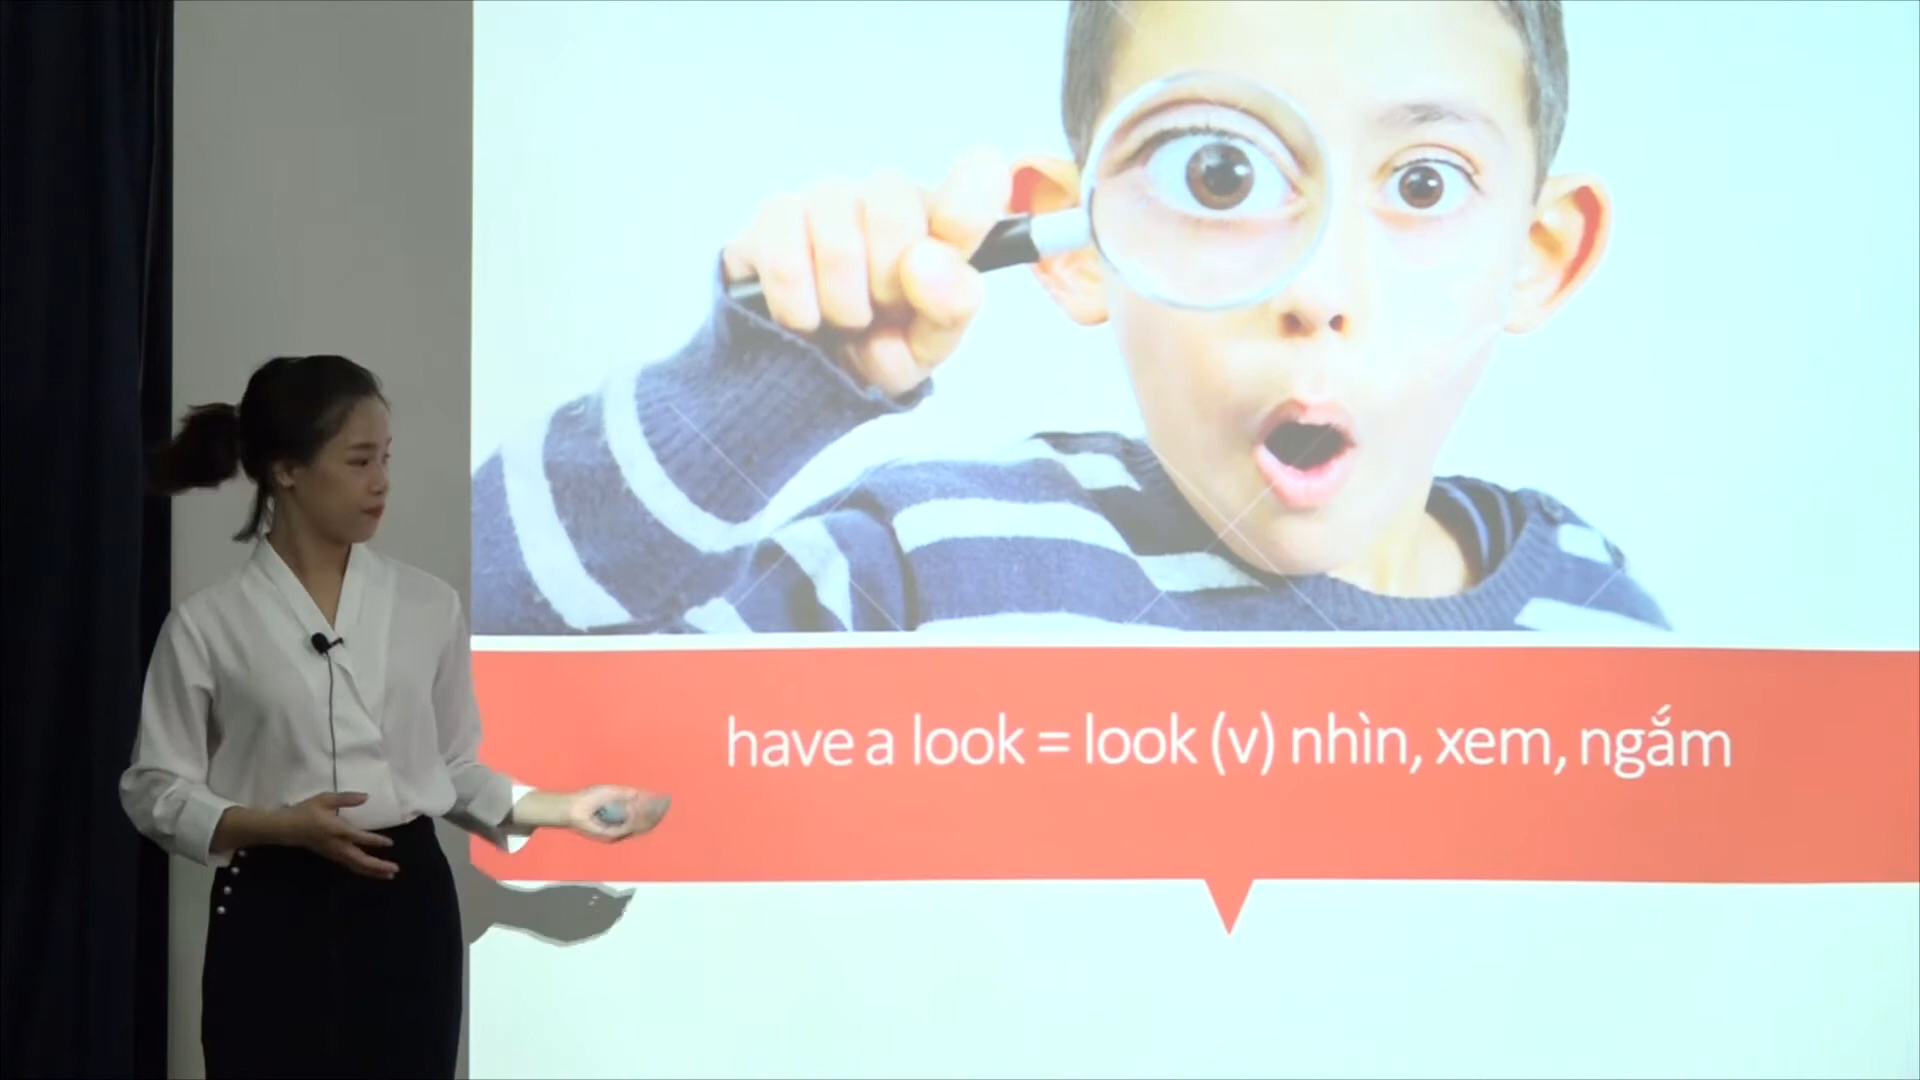 have a look = look (v) nhìn, xem, ngắm